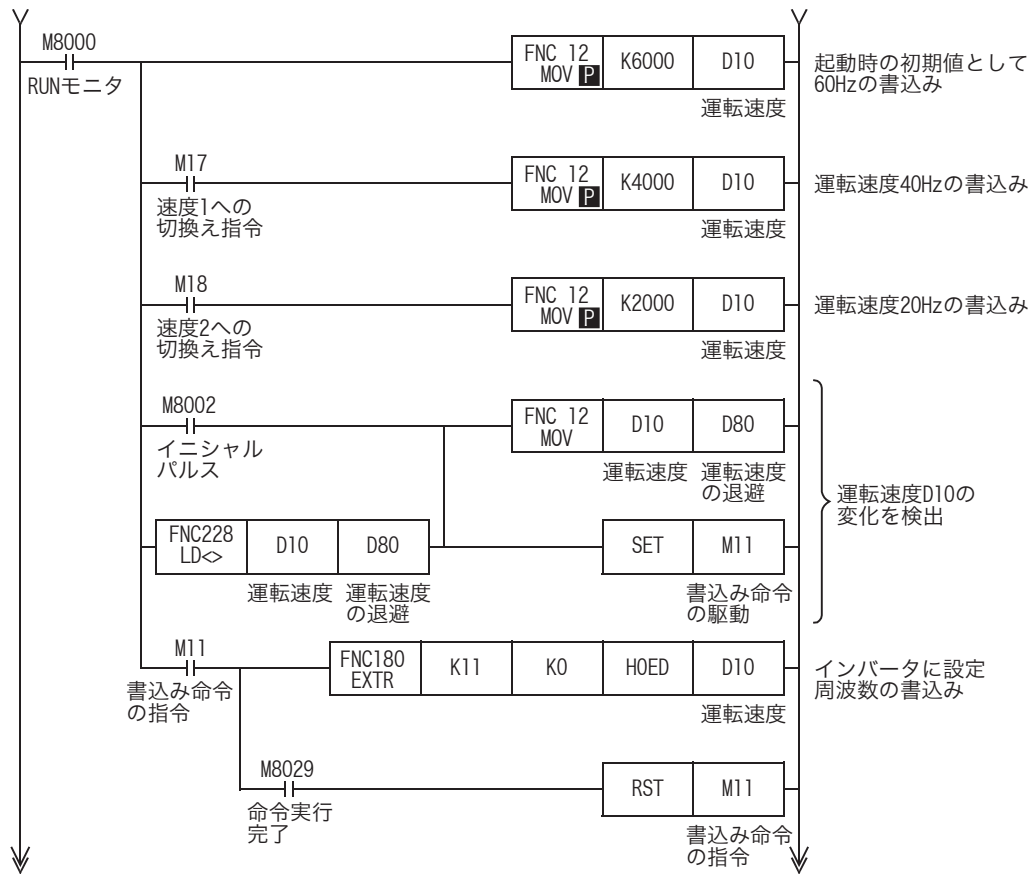 M8000
RUNモニタ
FNC 12
MOV P
K6000
D10
運転速度
起動時の初期値として
60Hzの書込み
M17
速度1への
切換え指令
FNC 12
MOV P
K4000
D10
運転速度
運転速度40Hzの書込み
M18
速度2への
切換え指令
FNC 12
MOV P
K2000
D10
運転速度
運転速度20Hzの書込み
M8002
イニシャル
パルス
FNC 12
MOV
D10
D80
運転速度
運転速度
の退避
運転速度D10の
変化を検出
FNC228
LD<>
D10
D80
運転速度
運転速度
の退避
SET
M11
書込み命令
の駆動
M11
書込み命令
の指令
FNC180
EXTR
K11
K0
H0ED
D10
運転速度
インバータに設定
周波数の書込み
M8029
命令実行
完了
RST
M11
書込み命令
の指令